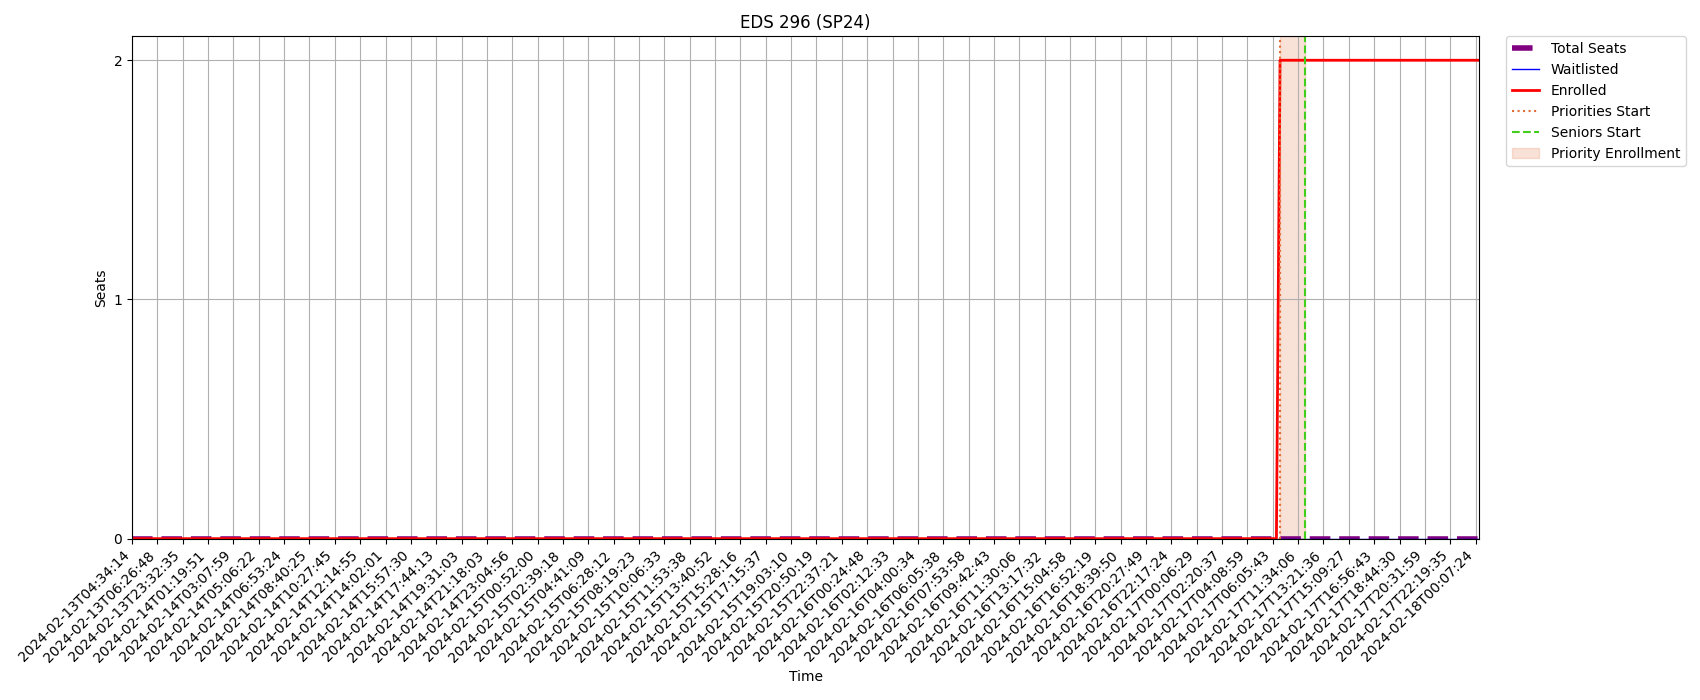 EDS 296 (SP24)
Total Seats
Waitlisted
Enrolled
Priorities Start
Seniors Start
Priority Enrollment
Seats
2
1
0
2024-02-13T04:34:14
2024-02-13T06:26:48
2024-02-13T23:32:35
2024-02-14T01:19:51
2024-02-14T03:07:59
2024-02-14T05:06:22
2024-02-14T06:53:24
2024-02-14T08:40:25
2024-02-14T10:27:45
2024-02-14T12:14:55
2024-02-14T14:02:01
2024-02-14T15:57:30
2024-02-14T17:44:13
2024-02-14T19:31:03
2024-02-14T21:18:03
2024-02-14T23:04:56
2024-02-15T00:52:00
2024-02-15T02:39:18
2024-02-15T04:41:09
2024-02-15T06:28:12
2024-02-15T08:19:23
2024-02-15T10:06:33
2024-02-15T11:53:38
2024-02-15T13:40:52
2024-02-15T15:28:16
2024-02-15T17:15:37
2024-02-15T19:03:10
2024-02-15T20:50:19
2024-02-15T22:37:21
2024-02-16T00:24:48
2024-02-16T02:12:33
2024-02-16T04:00:34
2024-02-16T06:05:38
2024-02-16T07:53:58
2024-02-16T09:42:43
2024-02-16T11:30:06
2024-02-16T13:17:32
2024-02-16T15:04:58
2024-02-16T16:52:19
2024-02-16T18:39:50
2024-02-16T20:27:49
2024-02-16T22:17:24
2024-02-17T00:06:29
2024-02-17T02:20:37
2024-02-17T04:08:59
2024-02-17T06:05:43
2024-02-17T11:34:06
2024-02-17T13:21:36
2024-02-17T15:09:27
2024-02-17T16:56:43
2024-02-17T18:44:30
2024-02-17T20:31:59
2024-02-17T22:19:35
2024-02-18T00:07:24
Time